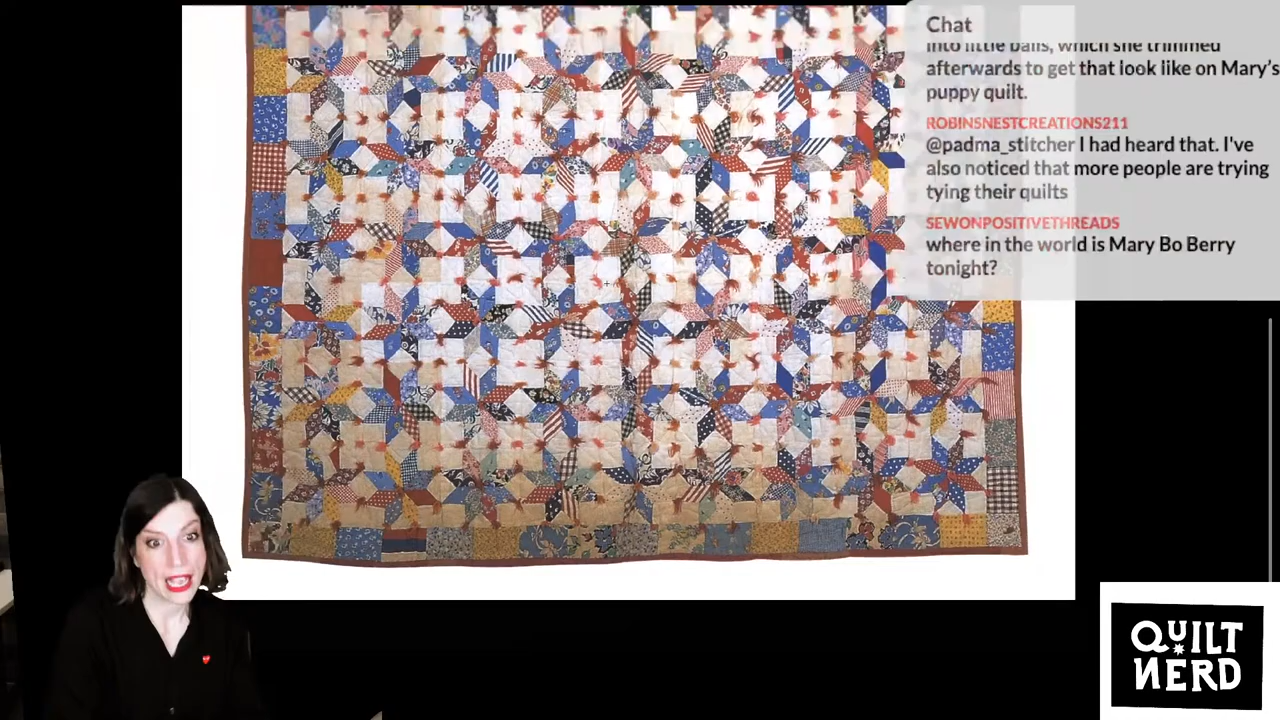 Chat
into little balls, which she trimmed
afterwards to get that look like on Mary's
puppy quilt.
ROBINSNESTCREATIONS211
@padma_stitcher I had heard that. I've
also noticed that more people are trying
tying their quilts
SEWONPOSITIVETHREADS
where in the world is Mary Bo Berry
tonight?
QUILT
NERD